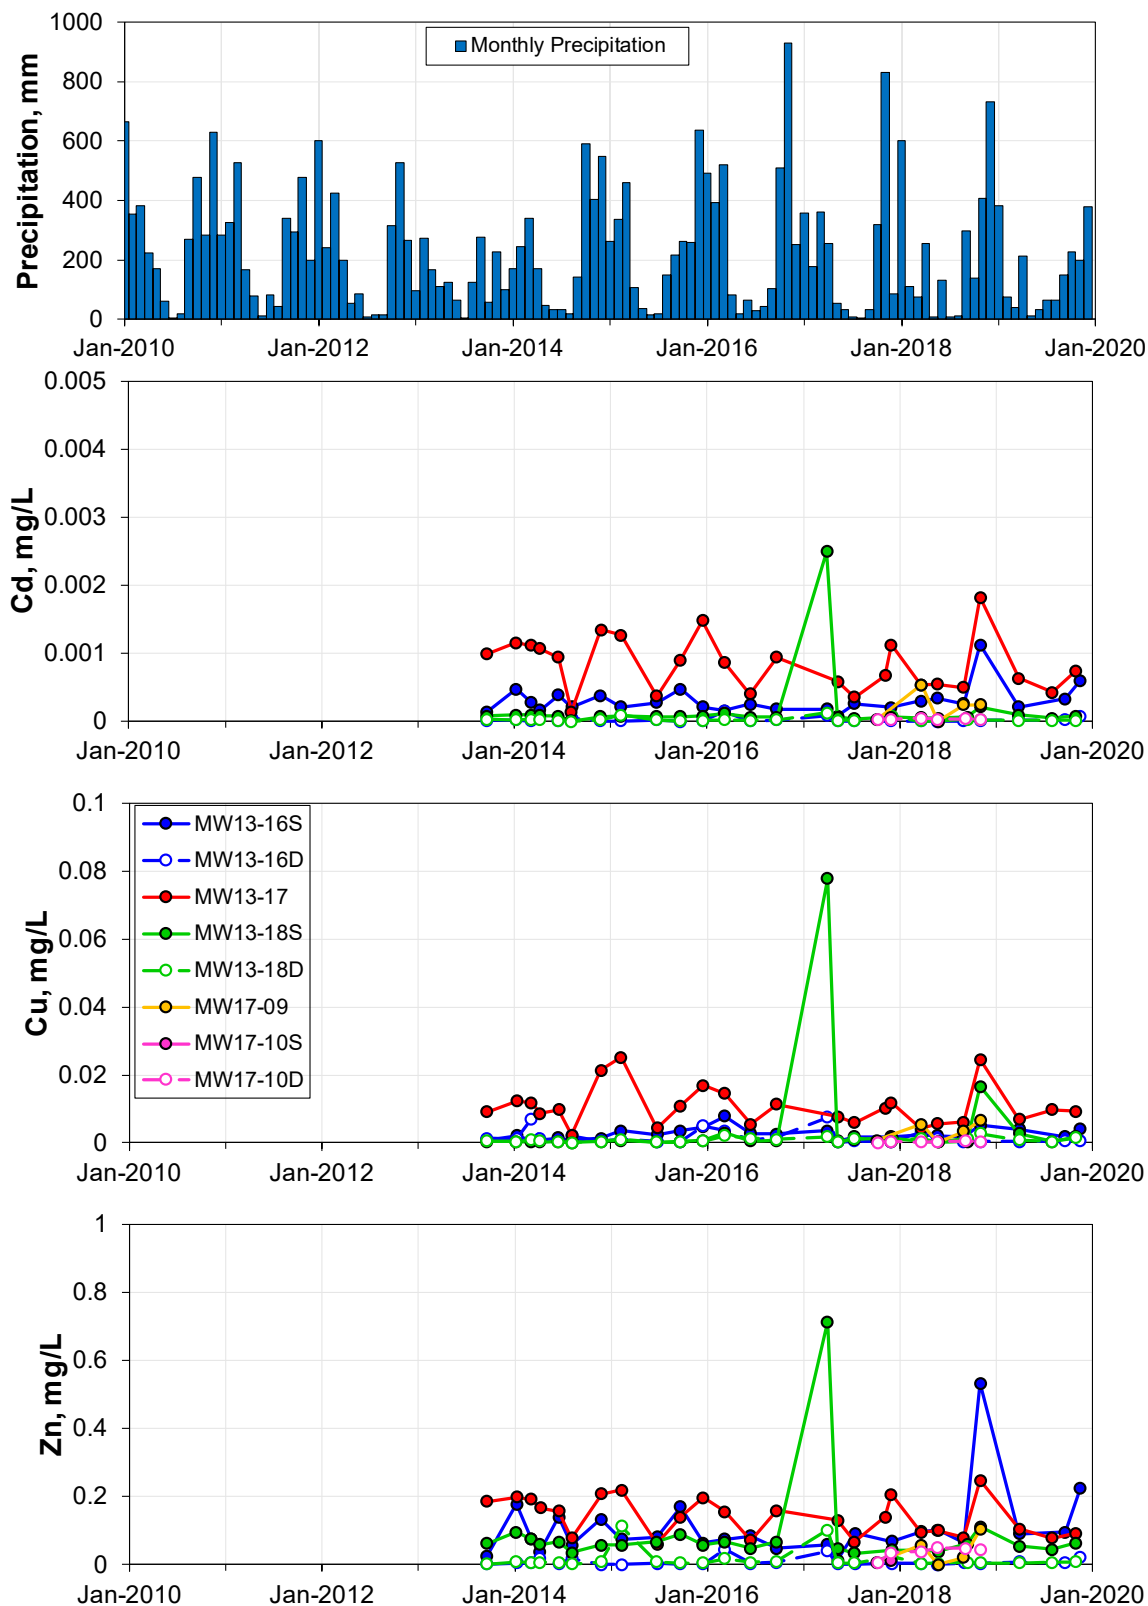 Precipitation, mm
1000
800
600
400
200
0
Monthly Precipitation
Jan-2010 Jan-2012 Jan-2014 Jan-2016 Jan-2018 Jan-2020
Cd, mg/L
0.005
0.004
0.003
0.002
0.001
0
Jan-2010 Jan-2012 Jan-2014 Jan-2016 Jan-2018 Jan-2020
Cu, mg/L
0.1
0.08
0.06
0.04
0.02
0
MW13-16S
MW13-16D
MW13-17
MW13-18S
MW13-18D
MW17-09
MW17-10S
MW17-10D
Jan-2010 Jan-2012 Jan-2014 Jan-2016 Jan-2018 Jan-2020
Zn, mg/L
1
0.8
0.6
0.4
0.2
0
Jan-2010 Jan-2012 Jan-2014 Jan-2016 Jan-2018 Jan-2020